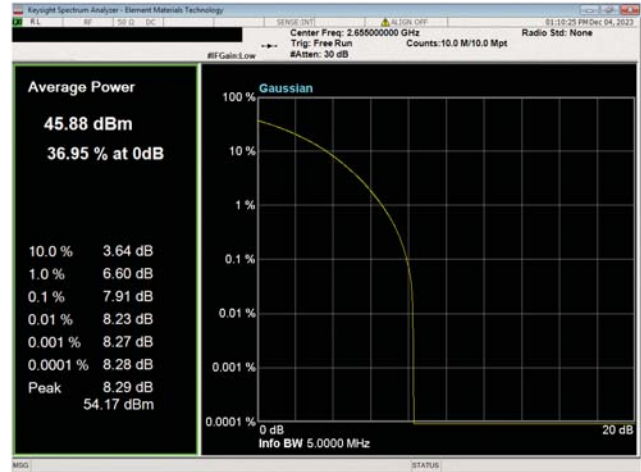 Keysight Spectrum Analyzer - Element Materials Technology
RL RF 50 Ω DC SENSE:INT ALIGN OFF 01:10:25 PM Dec 04, 2023
Center Freq: 2.655000000 GHz Radio Std: None
Trig: Free Run Counts:10.0 M/10.0 Mpt
#IFGain:Low #Atten: 30 dB
Average Power
45.88 dBm
36.95 % at 0dB
10.0 % 3.64 dB
1.0 % 6.60 dB
0.1 % 7.91 dB
0.01 % 8.23 dB
0.001 % 8.27 dB
0.0001 % 8.28 dB
Peak 8.29 dB
54.17 dBm
Gaussian
100 %
10 %
1 %
0.1 %
0.01 %
0.001 %
0.0001 %
0 dB 20 dB
Info BW 5.0000 MHz
MSG STATUS